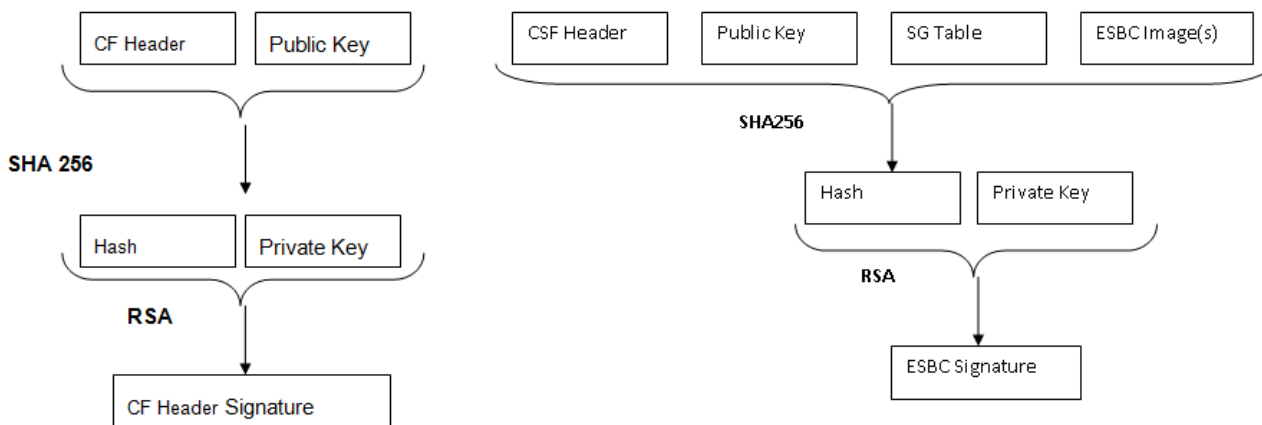 CF Header
Public Key
SHA 256
Hash
Private Key
RSA
CF Header Signature
CSF Header
Public Key
SG Table
ESBC Image(s)
SHA256
Hash
Private Key
RSA
ESBC Signature